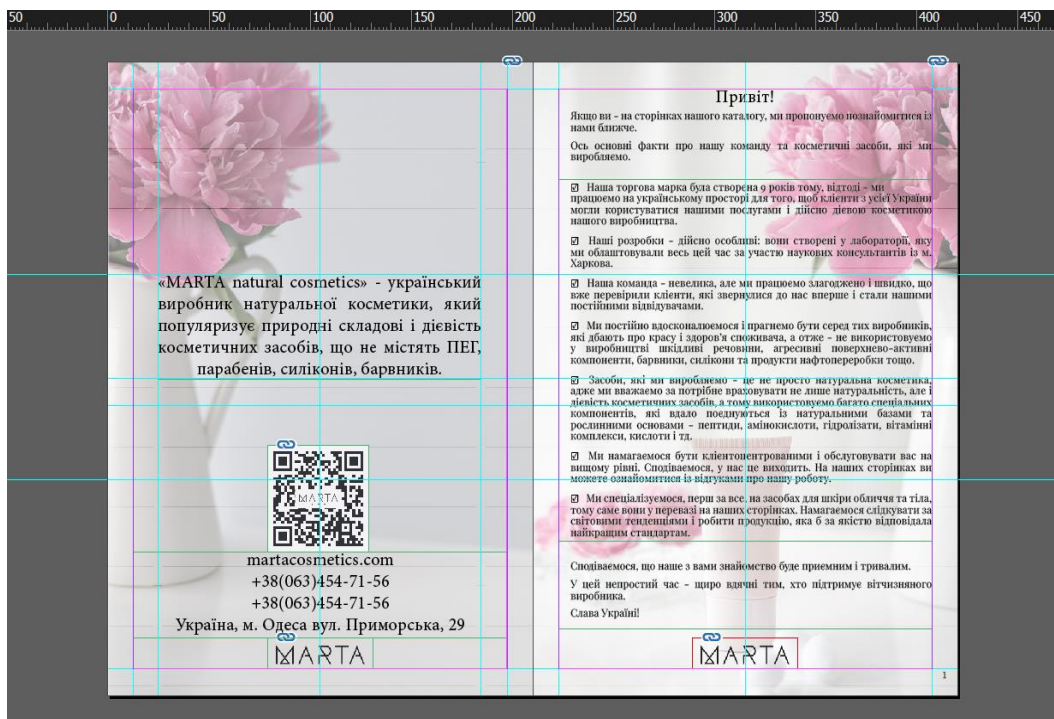 50 0 50 100 150 200 250 300 350 400 450
«MARTA natural cosmetics» - український
виробник натуральної косметики, який
популяризує природні складові і дієвість
косметичних засобів, що не містять ПЕГ,
парабенів, силіконів, барвників.
MARTA
martacosmetics.com
+38(063)454-71-56
+38(063)454-71-56
Україна, м. Одеса вул. Приморська, 29
MARTA
Привіт!
Якщо ви - на сторінках нашого каталогу, ми пропонуємо познайомитися із
нами ближче.
Ось основні факти про нашу команду та косметичні засоби, які ми
виробляємо.
☑ Наша торгова марка була створена 9 років тому, відтоді - ми
працюємо на українському просторі для того, щоб клієнти з усієї України
могли користуватися нашими послугами і дійсно дієвою косметикою
нашого виробництва.
☑ Наші розробки - дійсно особливі: вони створені у лабораторії, яку
ми облаштовували весь цей час за участю наукових консультантів із м.
Харкова.
☑ Наша команда - невелика, але ми працюємо злагоджено і швидко, що
вже перевірили клієнти, які звернулися до нас вперше і стали нашими
постійними відвідувачами.
☑ Ми постійно вдосконалюємося і прагнемо бути серед тих виробників,
які дбають про красу і здоров'я споживача, а отже - не використовуємо
у виробництві шкідливі речовини, агресивні поверхнево-активні
компоненти, барвники, силікони та продукти нафтопереробки тощо.
☑ Засоби, які ми виробляємо - це не просто натуральна косметика,
адже ми вважаємо за потрібне враховувати не лише натуральність, але і
дієвість косметичних засобів, а тому використовуємо багато спеціальних
компонентів, які вдало поєднуються із натуральними базами та
рослинними основами - пептиди, амінокислоти, гідролізати, вітамінні
комплекси, кислоти і тд.
☑ Ми намагаємося бути клієнтоцентрованими і обслуговувати вас на
вищому рівні. Сподіваємося, у нас це виходить. На наших сторінках ви
можете ознайомитися із відгуками про нашу роботу.
☑ Ми спеціалізуємося, перш за все, на засобах для шкіри обличчя та тіла,
тому саме вони у перевазі на наших сторінках. Намагаємося слідкувати за
світовими тенденціями і робити продукцію, яка б за якістю відповідала
найкращим стандартам.
Сподіваємося, що наше з вами знайомство буде приємним і тривалим.
У цей непростий час - щиро вдячні тим, хто підтримує вітчизняного
виробника.
Слава Україні!
MARTA
1